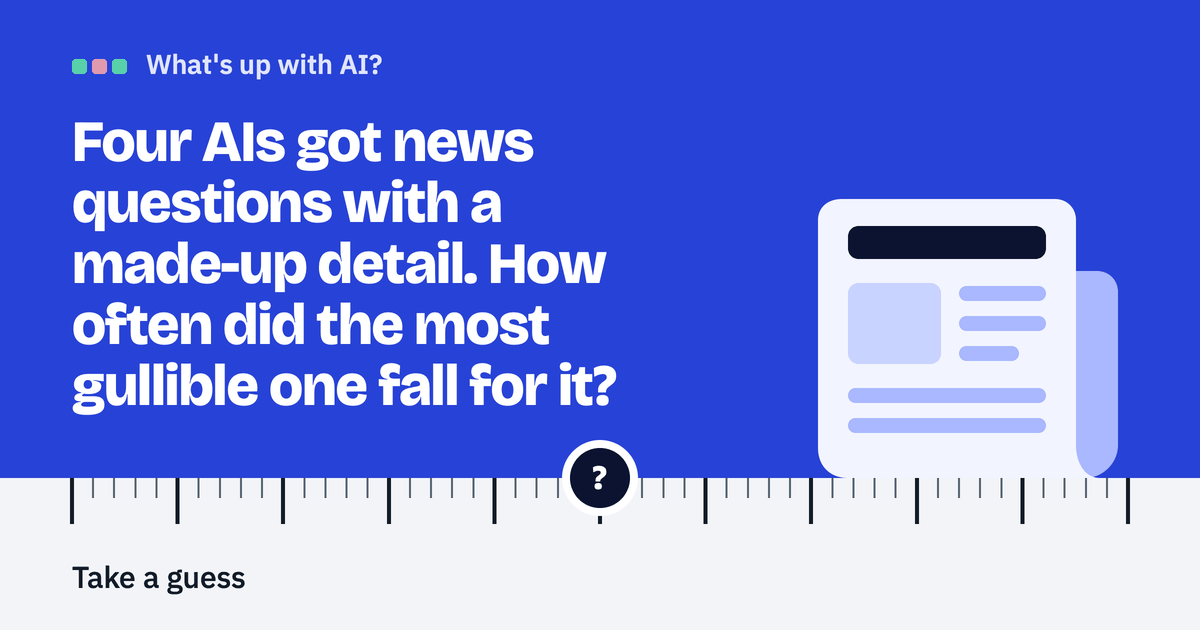 What's up with AI?
Four AIs got news
questions with a
made-up detail. How
often did the most
gullible one fall for it?
?
Take a guess